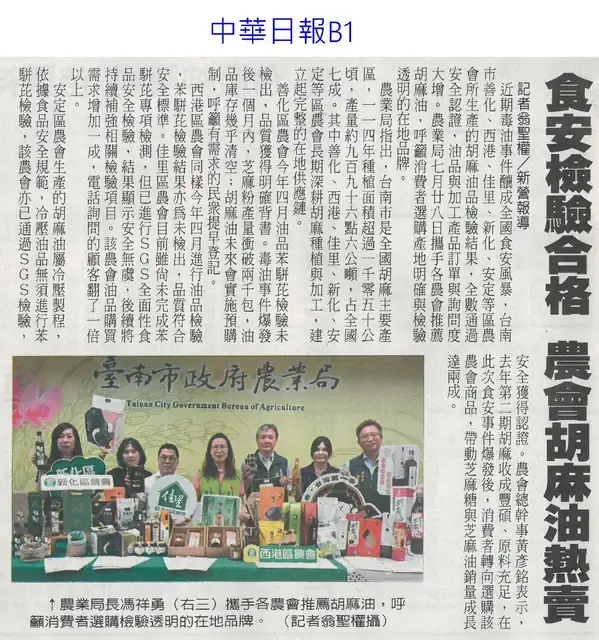 中華日報B1
食安檢驗合格 農會胡麻油熱賣
記者翁聖權／新營報導
近期毒油事件釀成全國食安風暴，台南
市善化、西港、佳里、新化、安定等區農
會所生產的胡麻油品檢驗結果，全數通過
安全認證，油品與加工產品訂單與詢問度
大增。農業局七月廿八日攜手各農會推薦
胡麻油，呼籲消費者選購產地明確與檢驗
透明的在地品牌。
農業局指出，台南市是全國胡麻主要產
區，一一四年種植面積超過一千零五十公
頃，產量約九百九十六點六公噸，占全國
七成。其中善化、西港、佳里、新化、安
定等區農會長期深耕胡麻種植與加工，建
立起完整的在地供應鏈。
善化區農會今年四月油品苯駢芘檢驗未
檢出，品質獲得明確背書。毒油事件爆發
後一個月內，芝麻粉產量衝破兩千包，油
品庫存幾乎清空；胡麻油未來會實施預購
制，呼籲有需求的民眾提早登記。
西港區農會同樣今年四月進行油品檢驗
，苯駢芘檢驗結果亦為未檢出，品質符合
安全標準。佳里區農會目前雖尚未完成苯
駢芘專項檢測，但已進行SGS全面性食
品安全檢驗，結果顯示安全無虞，後續將
持續補強相關檢驗項目。該農會油品購買
需求增加一成，電話詢問的顧客翻了一倍
以上。
安定區農會生產的胡麻油屬冷壓製程，
依據食品安全規範，冷壓油品無須進行苯
駢芘檢驗，該農會亦已通過SGS檢驗，
安全獲得認證。農會總幹事黃彥銘表示，
去年第二期胡麻收成豐碩、原料充足，在
此次食安事件爆發後，消費者轉向選購該
農會商品，帶動芝麻糖與芝麻油銷量成長
達兩成。
臺南市政府農業局
Tainan City Government Bureau of Agriculture
新化區
新化區農會
佳里
西港區農會
↑農業局長馮祥勇（右三）攜手各農會推薦胡麻油，呼
籲消費者選購檢驗透明的在地品牌。（記者翁聖權攝）